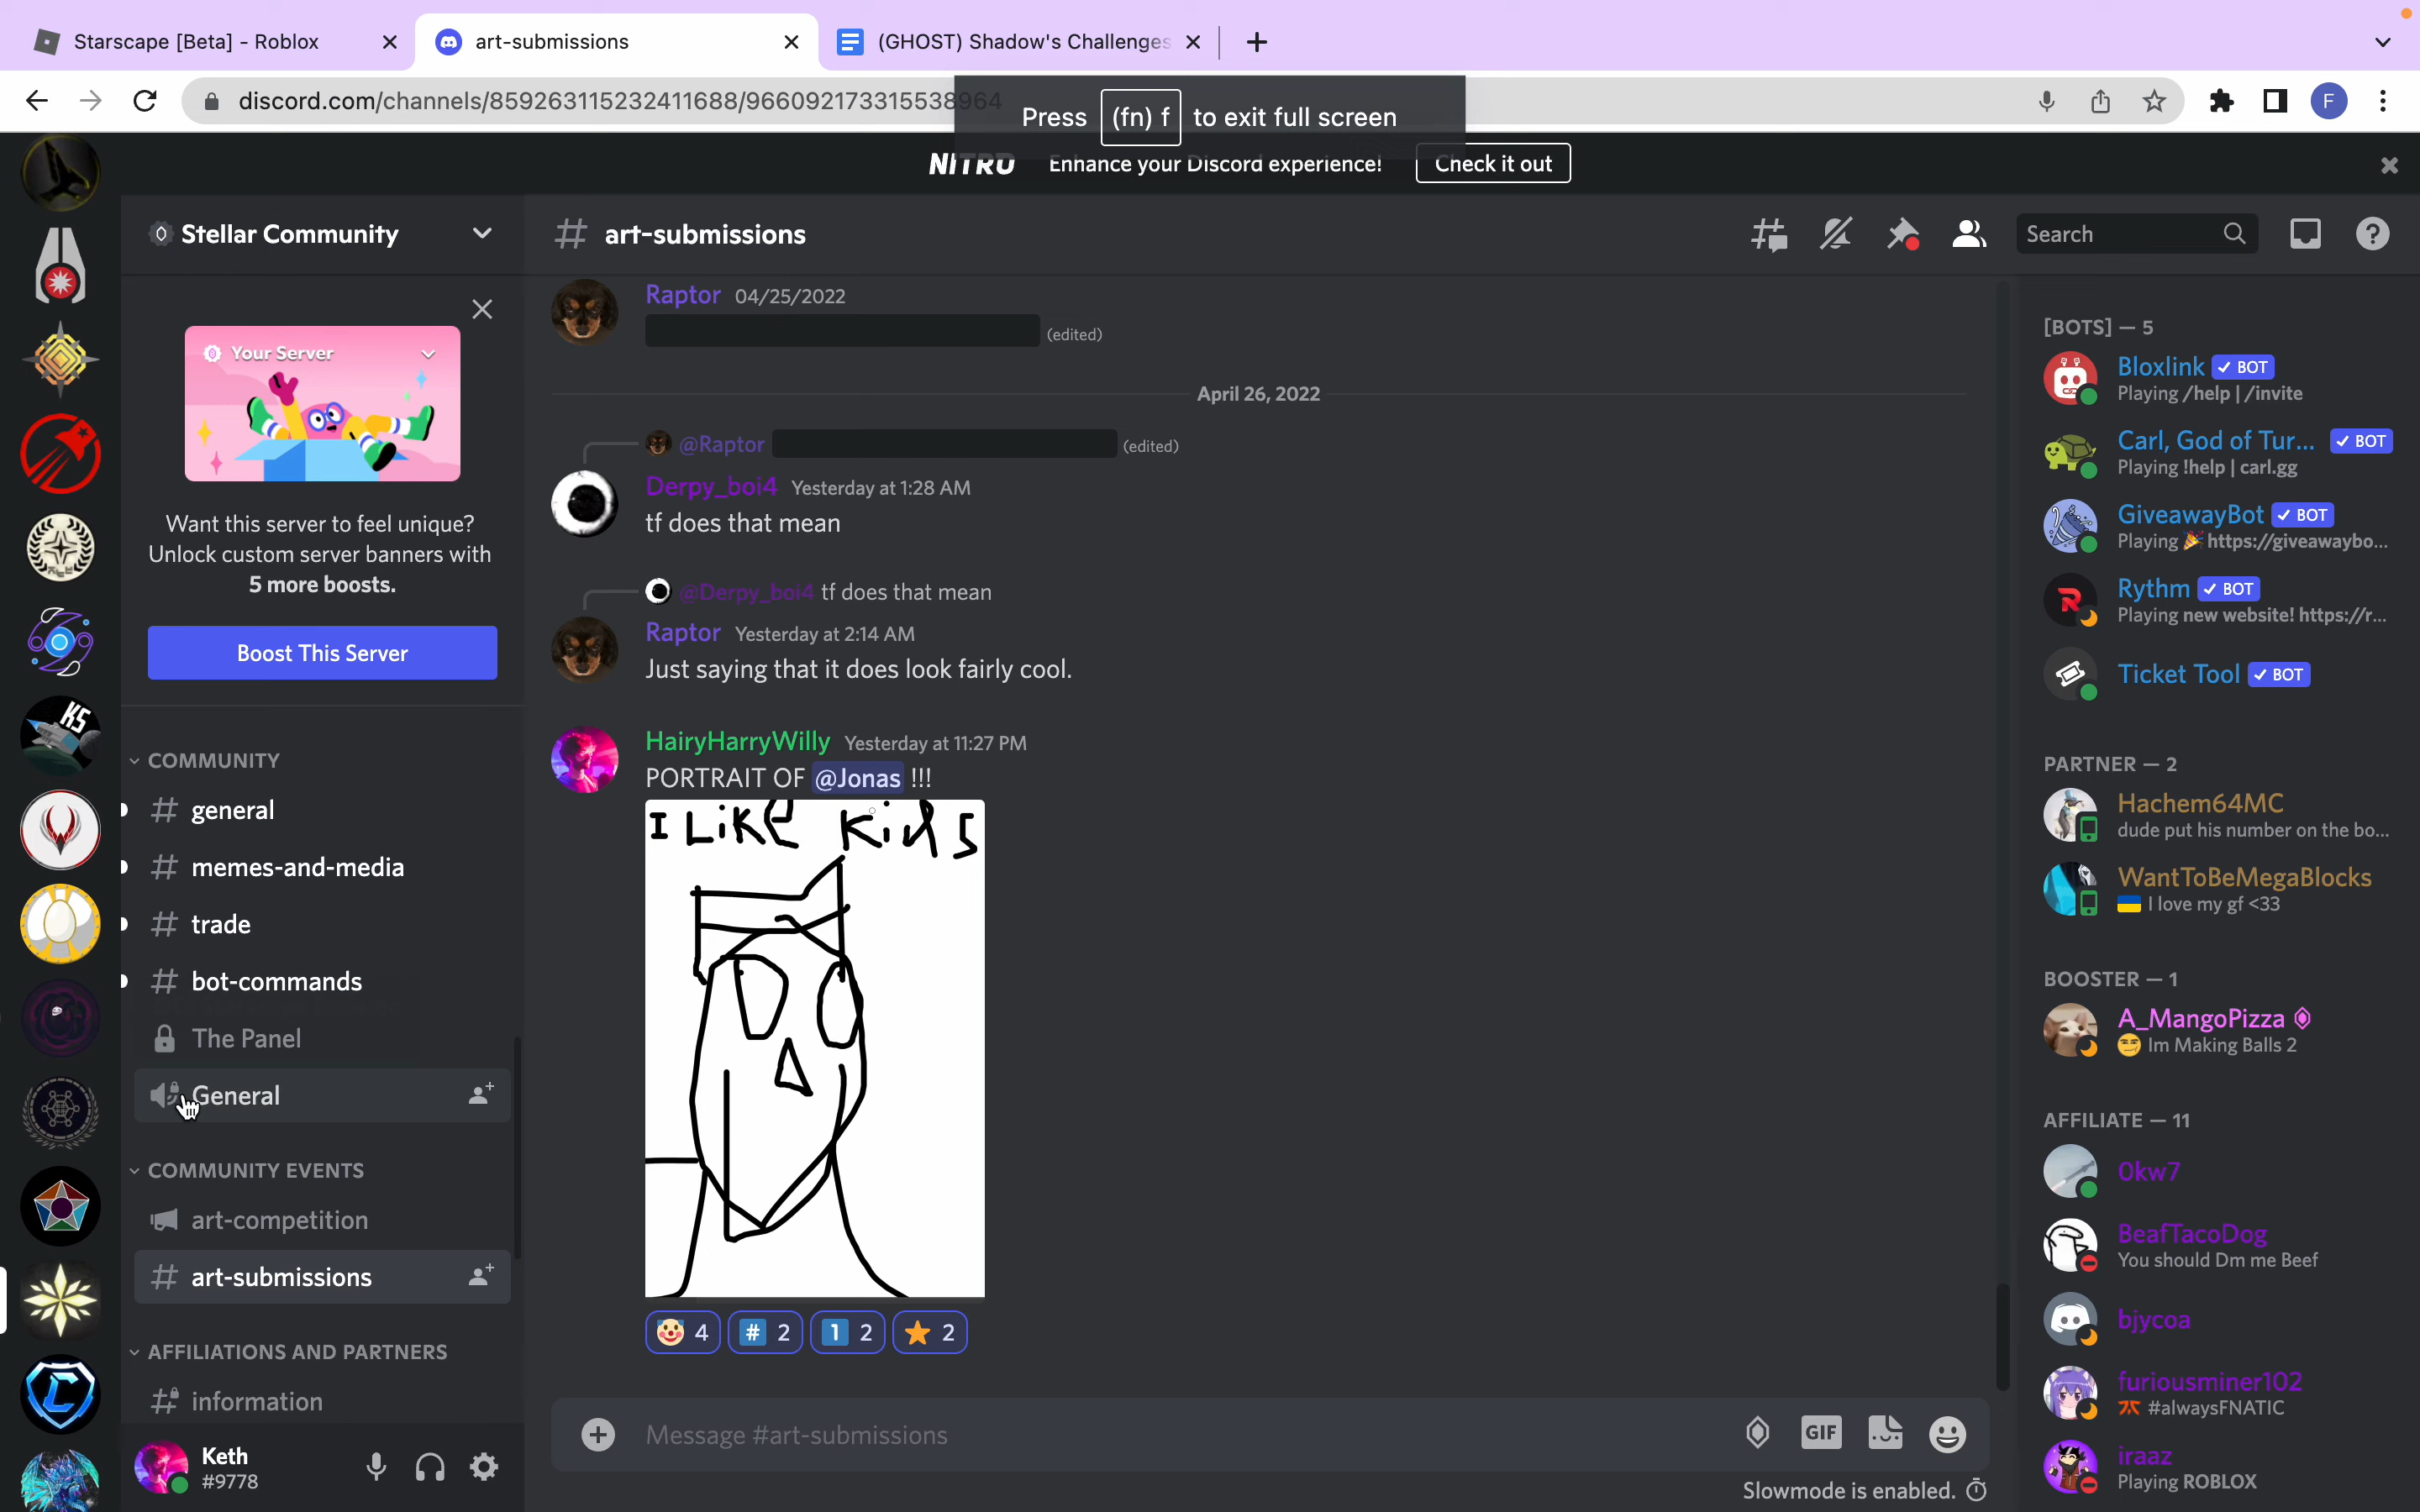 Starscape [Beta] - Roblox
art-submissions
(GHOST) Shadow's Challenges
discord.com/channels/859263115232411688/966092173315538964
Press (fn) f to exit full screen
NITRO Enhance your Discord experience! Check it out
Stellar Community
art-submissions
Search
Your Server
Want this server to feel unique?
Unlock custom server banners with
5 more boosts.
Boost This Server
COMMUNITY
general
memes-and-media
trade
bot-commands
The Panel
General
COMMUNITY EVENTS
art-competition
art-submissions
AFFILIATIONS AND PARTNERS
information
Keth
#9778
Raptor 04/25/2022
(edited)
April 26, 2022
@Raptor (edited)
Derpy_boi4 Yesterday at 1:28 AM
tf does that mean
@Derpy_boi4 tf does that mean
Raptor Yesterday at 2:14 AM
Just saying that it does look fairly cool.
HairyHarryWilly Yesterday at 11:27 PM
PORTRAIT OF @Jonas !!!
I LiKE Kids
4 # 2 1 2 2
Message #art-submissions
GIF
Slowmode is enabled.
[BOTS] — 5
Bloxlink ✓ BOT
Playing /help | /invite
Carl, God of Tur... ✓ BOT
Playing !help | carl.gg
GiveawayBot ✓ BOT
Playing 🎉 https://giveawaybo...
Rythm ✓ BOT
Playing new website! https://r...
Ticket Tool ✓ BOT
PARTNER — 2
Hachem64MC
dude put his number on the bo...
WantToBeMegaBlocks
I love my gf <33
BOOSTER — 1
A_MangoPizza
Im Making Balls 2
AFFILIATE — 11
0kw7
BeafTacoDog
You should Dm me Beef
bjycoa
furiousminer102
#alwaysFNATIC
iraaz
Playing ROBLOX
F
K5